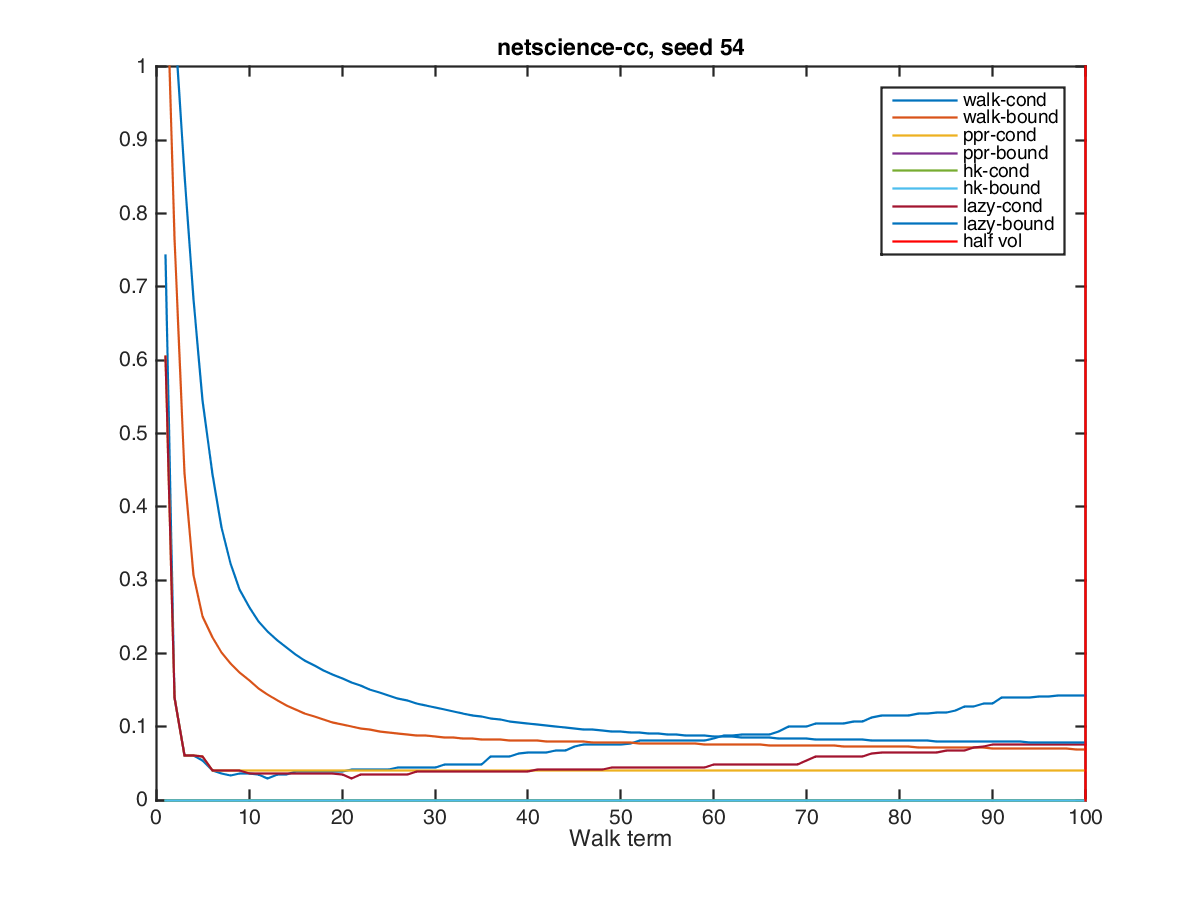 netscience-cc, seed 54
1
0.9
0.8
0.7
0.6
0.5
0.4
0.3
0.2
0.1
0
walk-cond
walk-bound
ppr-cond
ppr-bound
hk-cond
hk-bound
lazy-cond
lazy-bound
half vol
0 10 20 30 40 50 60 70 80 90 100
Walk term